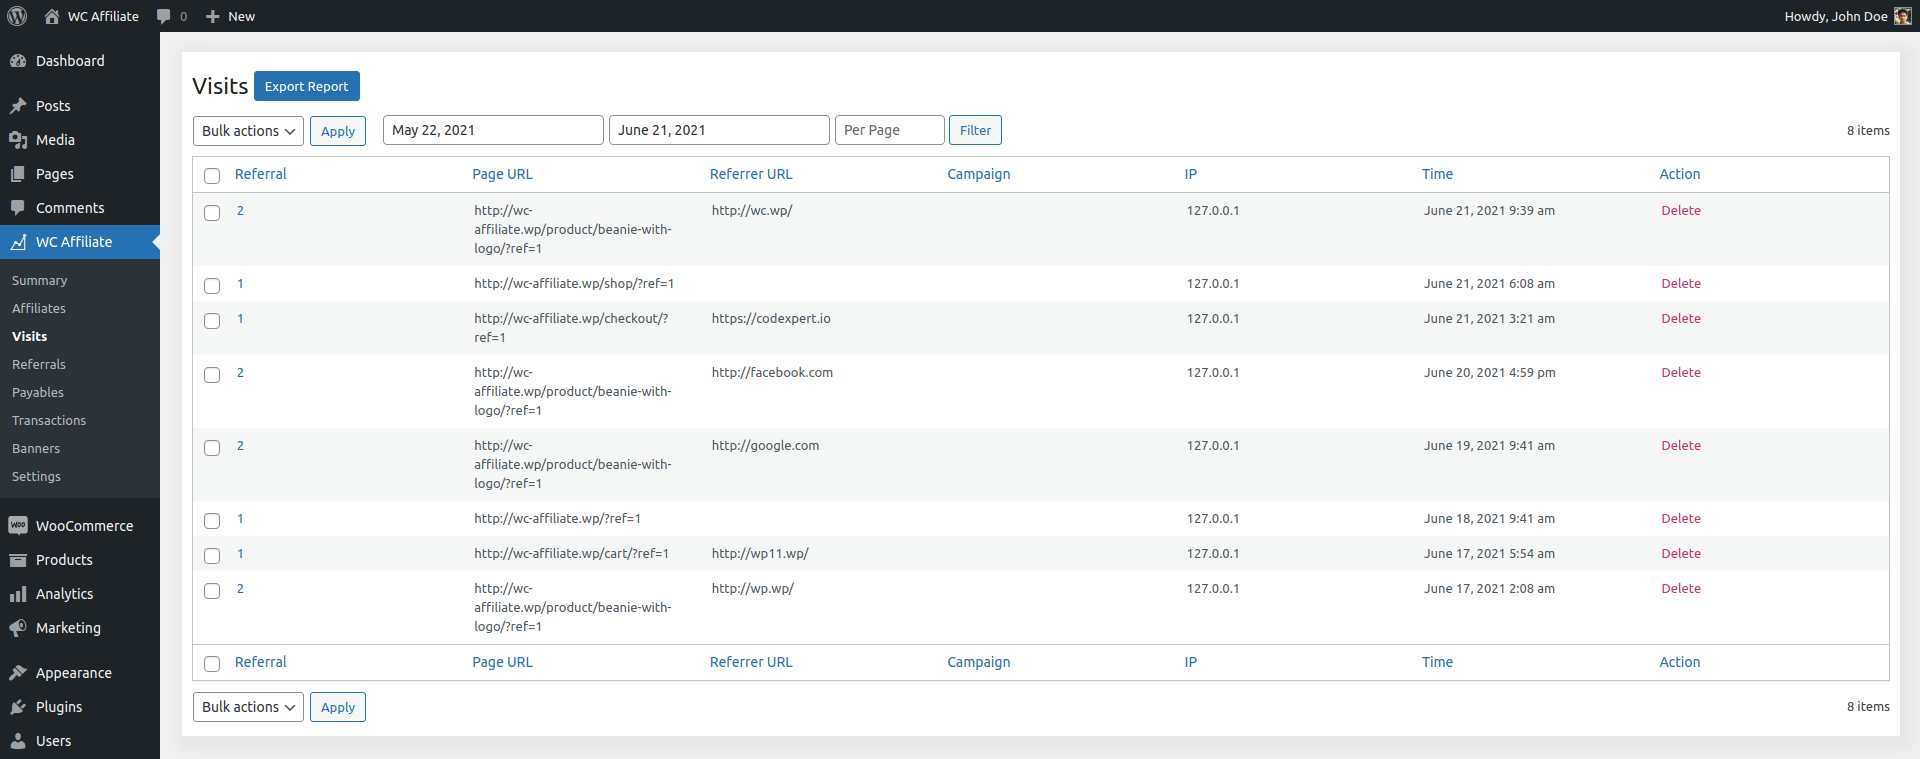 WC Affiliate 0 New Howdy, John Doe
Dashboard
Posts
Media
Pages
Comments
WC Affiliate
Summary
Affiliates
Visits
Referrals
Payables
Transactions
Banners
Settings
WOO WooCommerce
Products
Analytics
Marketing
Appearance
Plugins
Users
Visits Export Report
Bulk actions Apply May 22, 2021 June 21, 2021 Per Page Filter 8 items
Referral Page URL Referrer URL Campaign IP Time Action
2 http://wc- http://wc.wp/ 127.0.0.1 June 21, 2021 9:39 am Delete
affiliate.wp/product/beanie-with-
logo/?ref=1
1 http://wc-affiliate.wp/shop/?ref=1 127.0.0.1 June 21, 2021 6:08 am Delete
1 http://wc-affiliate.wp/checkout/? https://codexpert.io 127.0.0.1 June 21, 2021 3:21 am Delete
ref=1
2 http://wc- http://facebook.com 127.0.0.1 June 20, 2021 4:59 pm Delete
affiliate.wp/product/beanie-with-
logo/?ref=1
2 http://wc- http://google.com 127.0.0.1 June 19, 2021 9:41 am Delete
affiliate.wp/product/beanie-with-
logo/?ref=1
1 http://wc-affiliate.wp/?ref=1 127.0.0.1 June 18, 2021 9:41 am Delete
1 http://wc-affiliate.wp/cart/?ref=1 http://wp11.wp/ 127.0.0.1 June 17, 2021 5:54 am Delete
2 http://wc- http://wp.wp/ 127.0.0.1 June 17, 2021 2:08 am Delete
affiliate.wp/product/beanie-with-
logo/?ref=1
Referral Page URL Referrer URL Campaign IP Time Action
Bulk actions Apply 8 items